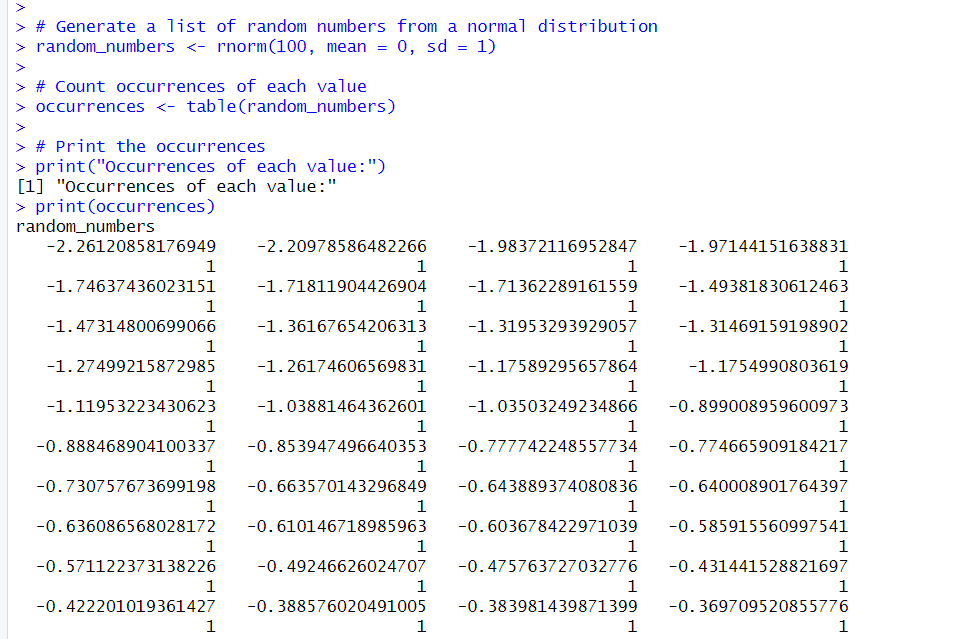 >
> # Generate a list of random numbers from a normal distribution
> random_numbers <- rnorm(100, mean = 0, sd = 1)
>
> # Count occurrences of each value
> occurrences <- table(random_numbers)
>
> # Print the occurrences
> print("Occurrences of each value:")
[1] "Occurrences of each value:"
> print(occurrences)
random_numbers
-2.26120858176949 -2.20978586482266 -1.98372116952847 -1.97144151638831
1 1 1 1
-1.74637436023151 -1.71811904426904 -1.71362289161559 -1.49381830612463
1 1 1 1
-1.47314800699066 -1.36167654206313 -1.31953293929057 -1.31469159198902
1 1 1 1
-1.27499215872985 -1.26174606569831 -1.17589295657864 -1.1754990803619
1 1 1 1
-1.11953223430623 -1.03881464362601 -1.03503249234866 -0.899008959600973
1 1 1 1
-0.888468904100337 -0.853947496640353 -0.777742248557734 -0.774665909184217
1 1 1 1
-0.730757673699198 -0.663570143296849 -0.643889374080836 -0.640008901764397
1 1 1 1
-0.636086568028172 -0.610146718985963 -0.603678422971039 -0.585915560997541
1 1 1 1
-0.571122373138226 -0.49246626024707 -0.475763727032776 -0.431441528821697
1 1 1 1
-0.422201019361427 -0.388576020491005 -0.383981439871399 -0.369709520855776
1 1 1 1